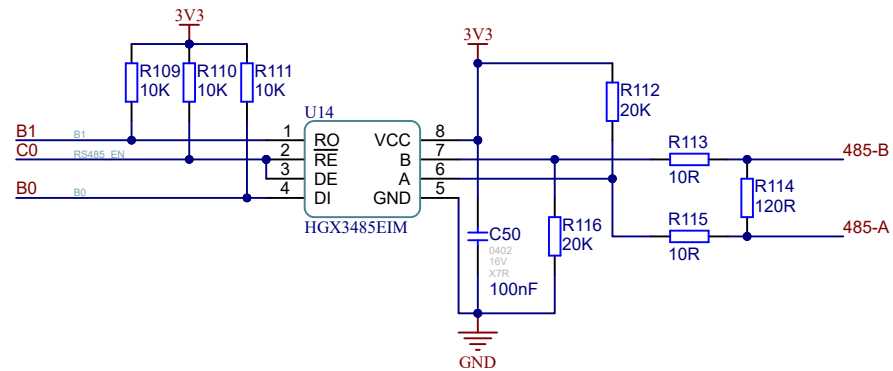 3V3
3V3
R109
10K
R110
10K
R111
10K
R112
20K
U14
B1
B1
1
RO
VCC
8
C0
RS485_EN
2
RE
B
7
3
DE
A
6
B0
B0
4
DI
GND
5
HGX3485EIM
R113
10R
485-B
R114
120R
R115
10R
485-A
R116
20K
C50
0402
16V
X7R
100nF
GND